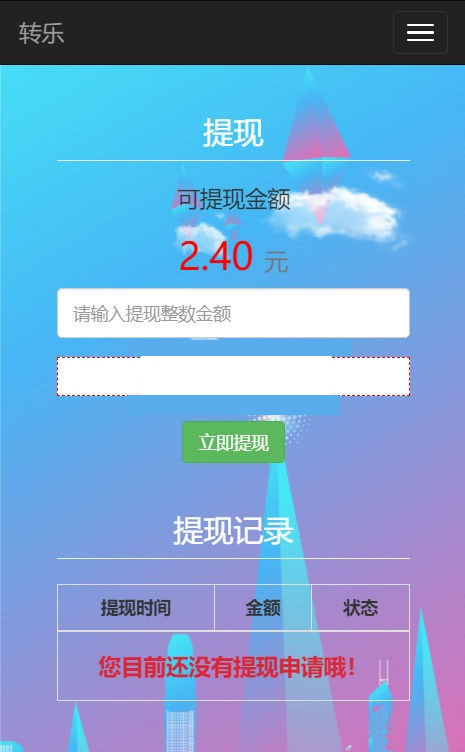 转乐
提现
可提现金额
2.40 元
请输入提现整数金额
立即提现
提现记录
提现时间 金额 状态
您目前还没有提现申请哦！